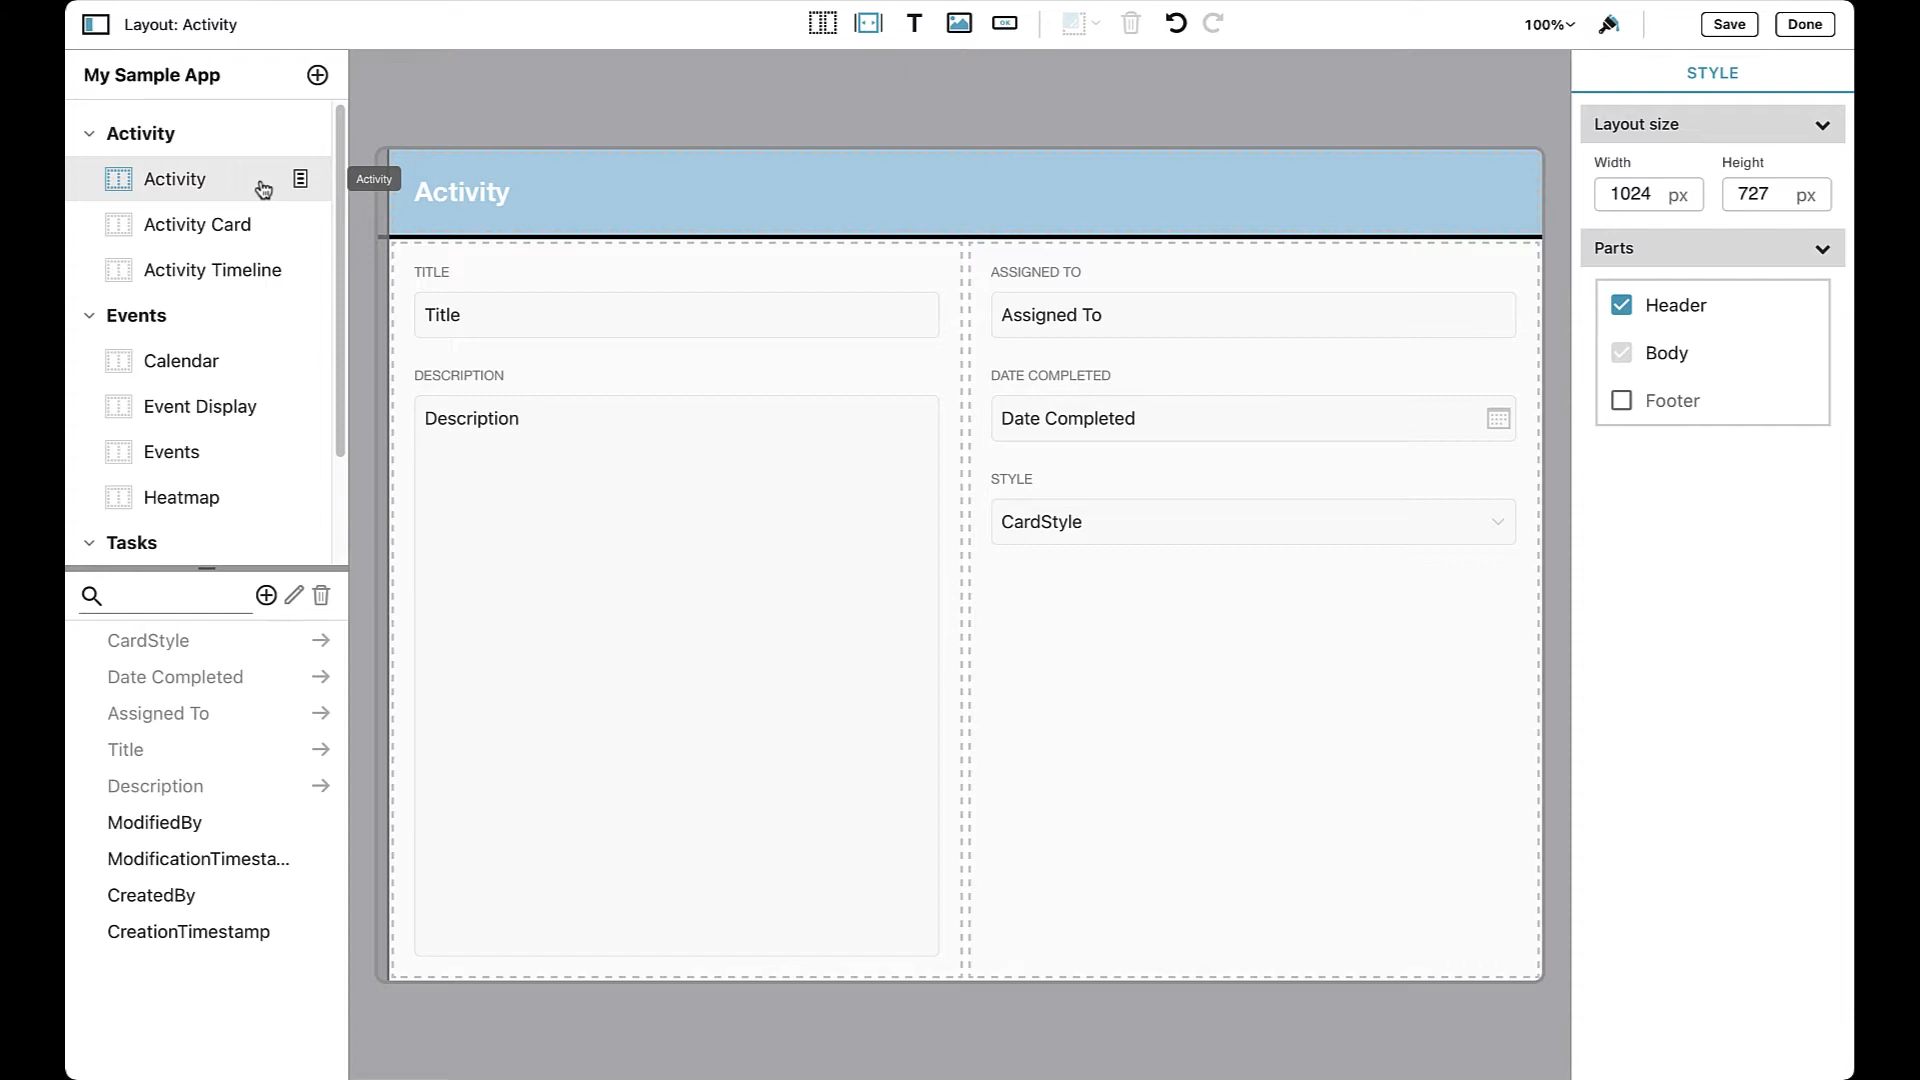 Layout: Activity
T
OK
100%
Save
Done
My Sample App
Activity
Activity
Activity Card
Activity Timeline
Events
Calendar
Event Display
Events
Heatmap
Tasks
CardStyle
Date Completed
Assigned To
Title
Description
ModifiedBy
ModificationTimesta...
CreatedBy
CreationTimestamp
Activity
Activity
TITLE
Title
DESCRIPTION
Description
ASSIGNED TO
Assigned To
DATE COMPLETED
Date Completed
STYLE
CardStyle
STYLE
Layout size
Width
Height
1024 px
727 px
Parts
Header
Body
Footer